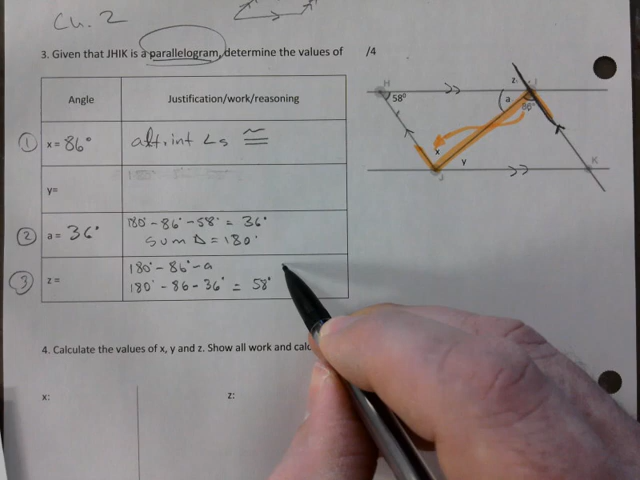 Ch. 2
3. Given that JHIK is a parallelogram, determine the values of /4
Angle Justification/work/reasoning
① x= 86° alt. int ∠s ≅
y=
② a = 36° 180° - 86° - 58° = 36°
sum Δ = 180°
③ z = 180° - 86° - a
180° - 86 - 36° = 58°
H
58°
z
a
86°
x
y
J
K
4. Calculate the values of x, y and z. Show all work and calc
x: z: